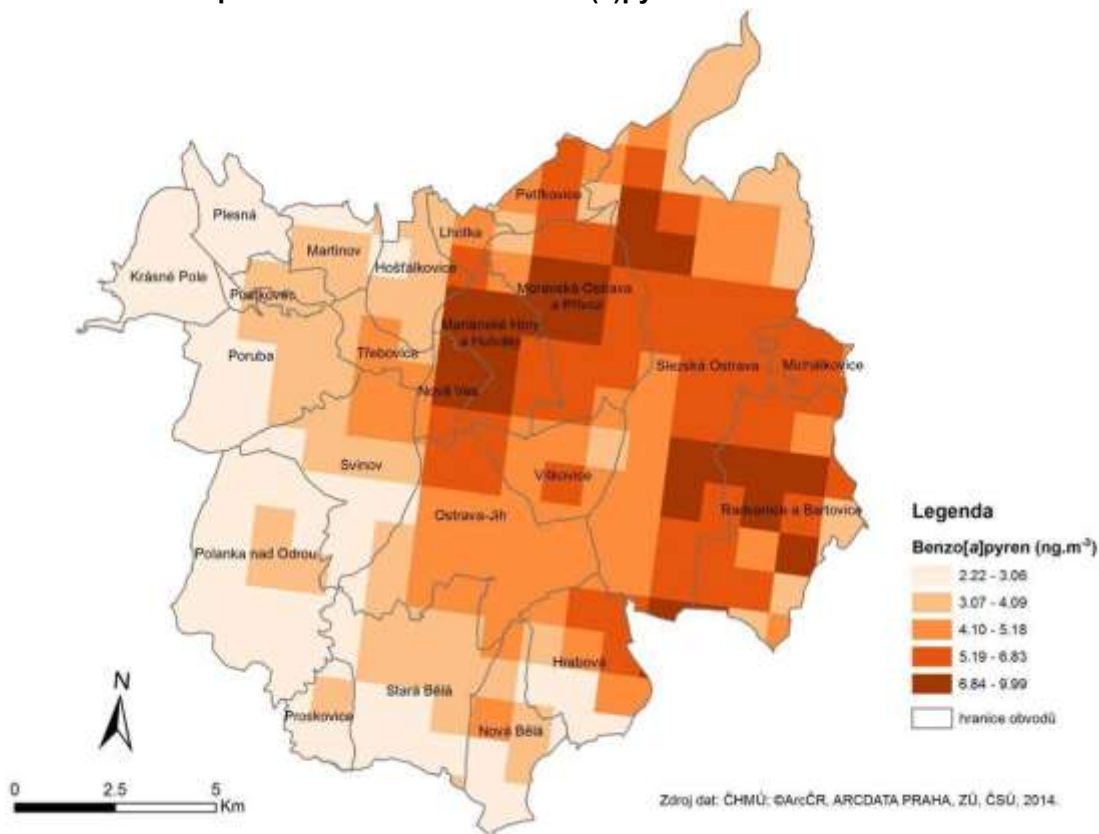 Plesná
Petřkovice
Lhotka
Martinov
Hošťálkovice
Krásné Pole
Pustkovec
Moravská Ostrava
a Přívoz
Mariánské Hory
a Hulváky
Poruba
Třebovice
Slezská Ostrava
Michálkovice
Nová Ves
Svinov
Vítkovice
Radvanice a Bartovice
Ostrava-Jih
Polanka nad Odrou
Hrabová
Stará Bělá
Proskovice
Nová Bělá
Legenda
Benzo[a]pyren (ng.m-3)
2.22 - 3.06
3.07 - 4.09
4.10 - 5.18
5.19 - 6.83
6.84 - 9.99
hranice obvodů
N
0 2.5 5
Km
Zdroj dat: ČHMÚ; ©ArcČR, ARCDATA PRAHA, ZÚ, ČSÚ, 2014.